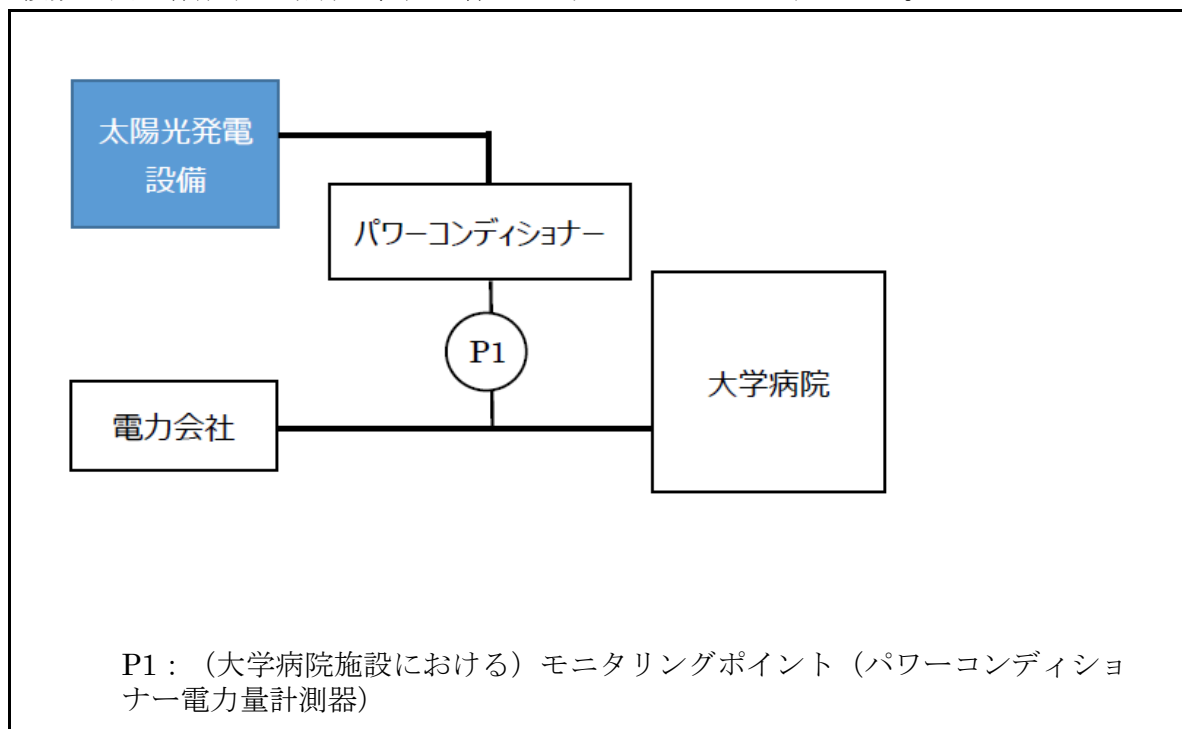 太陽光発電
設備
パワーコンディショナー
P1
大学病院
電力会社
P1：（大学病院施設における）モニタリングポイント（パワーコンディショ
ナー電力量計測器）